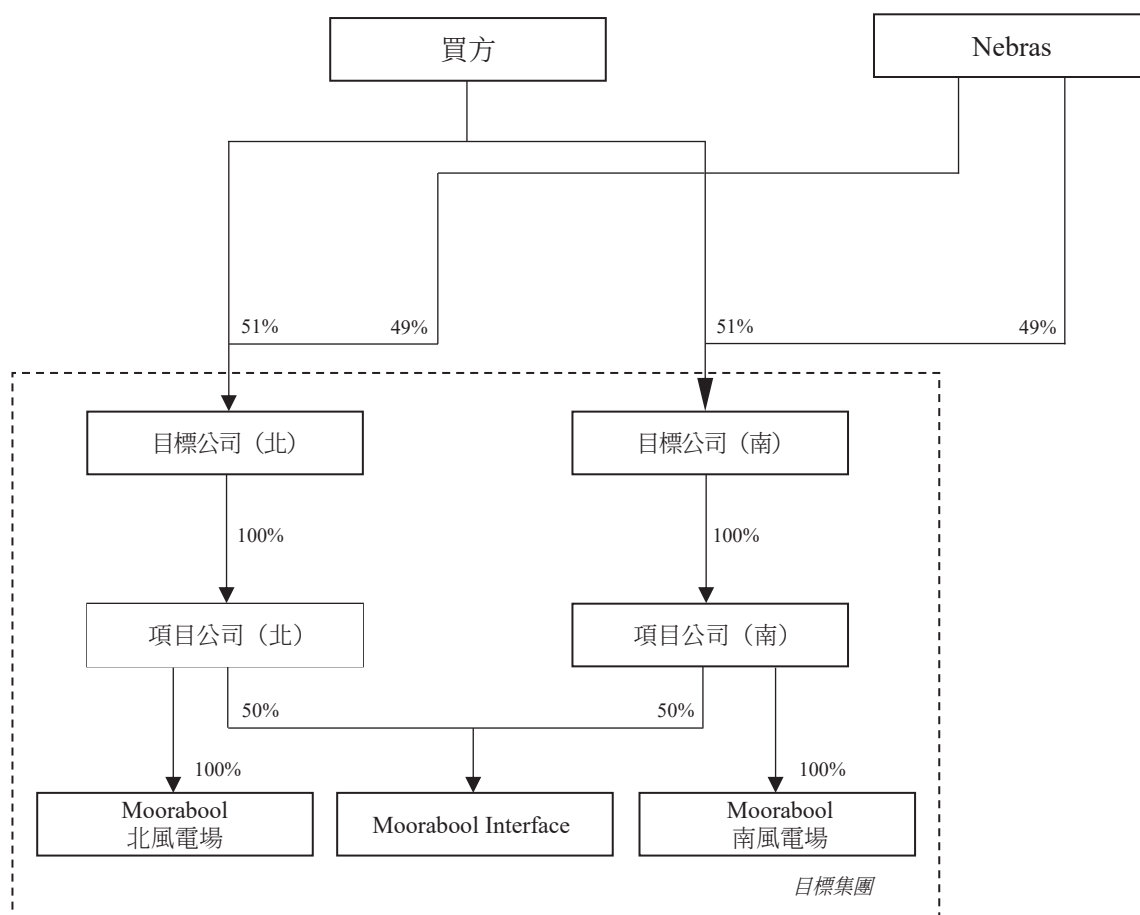 買方
Nebras
51%
49%
51%
49%
目標公司（北）
目標公司（南）
100%
100%
項目公司（北）
項目公司（南）
50%
50%
100%
100%
Moorabool
北風電場
Moorabool Interface
Moorabool
南風電場
目標集團